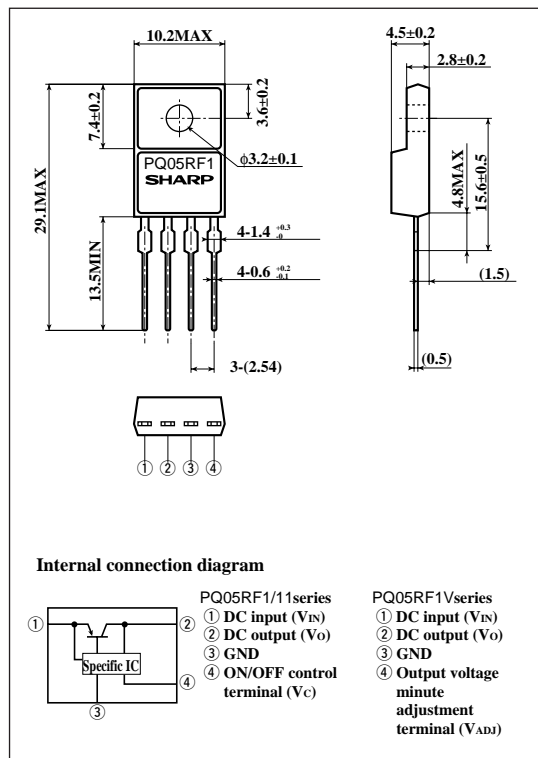 10.2MAX
4.5±0.2
2.8±0.2
7.4±0.2
3.6±0.2
29.1MAX
PQ05RF1
SHARP
ϕ3.2±0.1
4.8MAX
15.6±0.5
13.5MIN
4-1.4 +0.3 -0
4-0.6 +0.2 -0.1
(1.5)
3-(2.54)
(0.5)
① ② ③ ④
Internal connection diagram
① ② ③ ④
Specific IC
PQ05RF1/11series
① DC input (VIN)
② DC output (VO)
③ GND
④ ON/OFF control
terminal (VC)
PQ05RF1Vseries
① DC input (VIN)
② DC output (VO)
③ GND
④ Output voltage
minute
adjustment
terminal (VADJ)